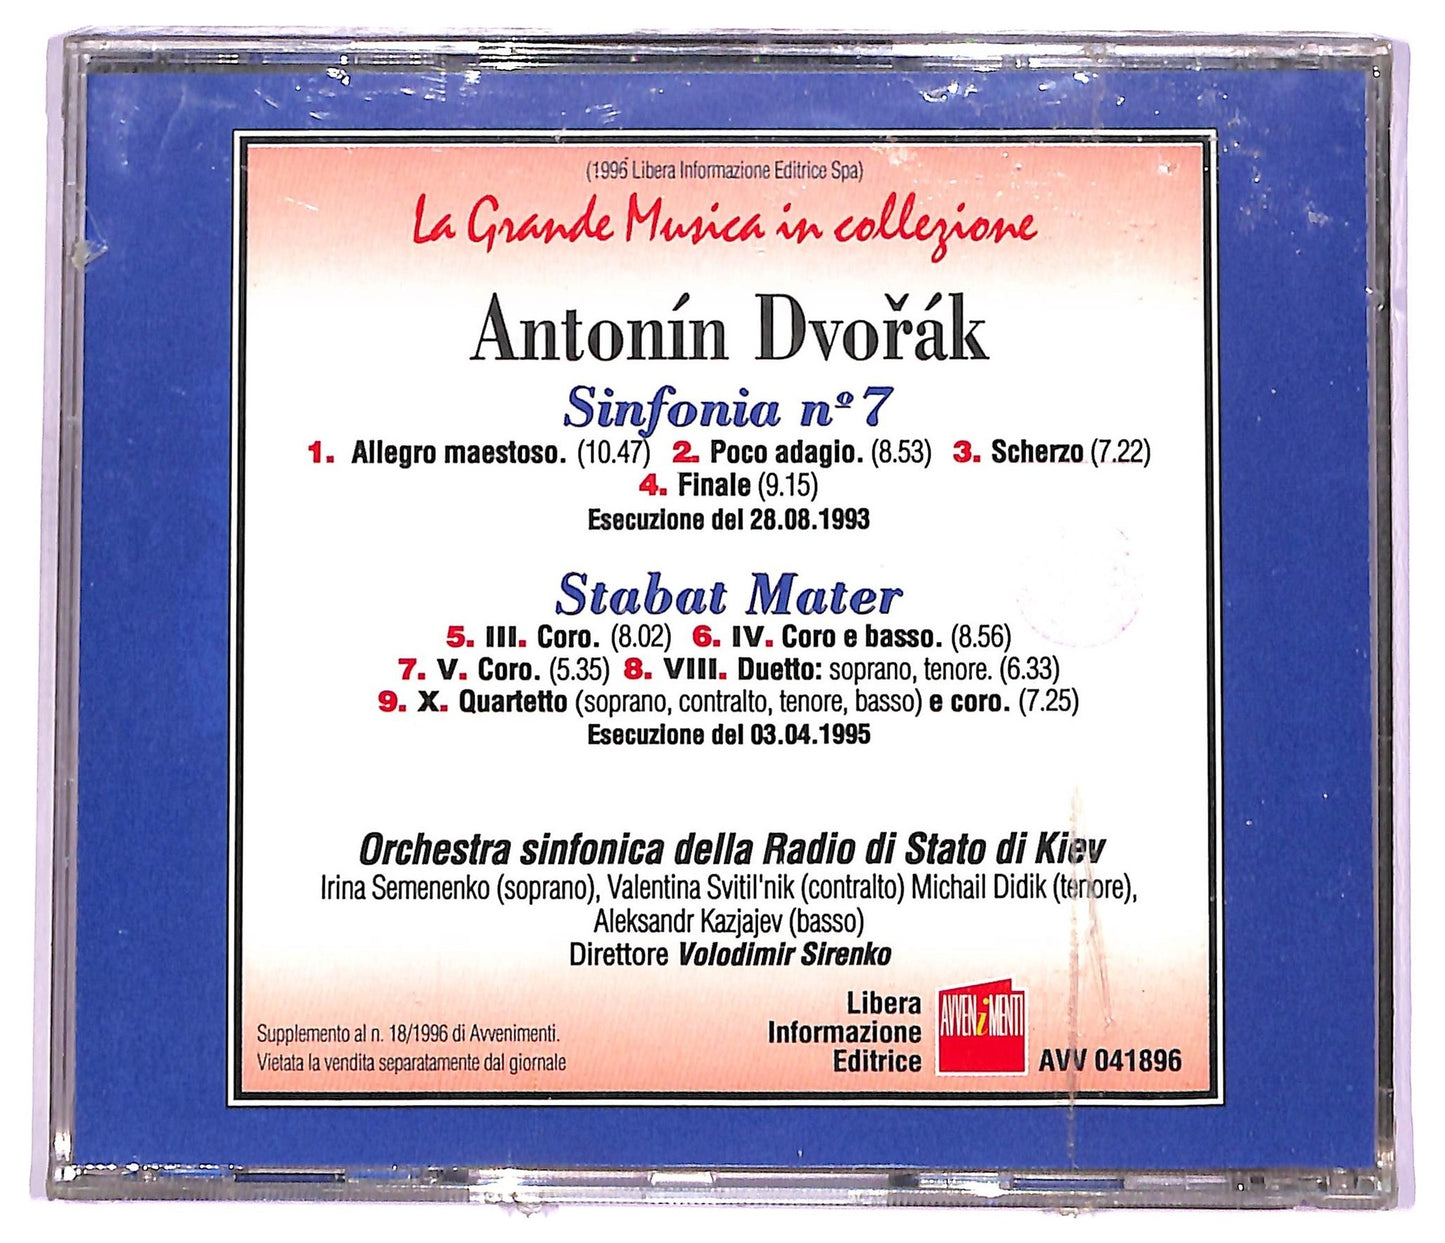 (1996 Libera Informazione Editrice Spa)
La Grande Musica in collezione
Antonín Dvořák
Sinfonia nº 7
1. Allegro maestoso. (10.47) 2. Poco adagio. (8.53) 3. Scherzo (7.22)
4. Finale (9.15)
Esecuzione del 28.08.1993
Stabat Mater
5. III. Coro. (8.02) 6. IV. Coro e basso. (8.56)
7. V. Coro. (5.35) 8. VIII. Duetto: soprano, tenore. (6.33)
9. X. Quartetto (soprano, contralto, tenore, basso) e coro. (7.25)
Esecuzione del 03.04.1995
Orchestra sinfonica della Radio di Stato di Kiev
Irina Semenenko (soprano), Valentina Svitil'nik (contralto) Michail Didik (tenore),
Aleksandr Kazjajev (basso)
Direttore Volodimir Sirenko
Supplemento al n. 18/1996 di Avvenimenti.
Vietata la vendita separatamente dal giornale
Libera
Informazione
Editrice
AVVENiMENTI
AVV 041896